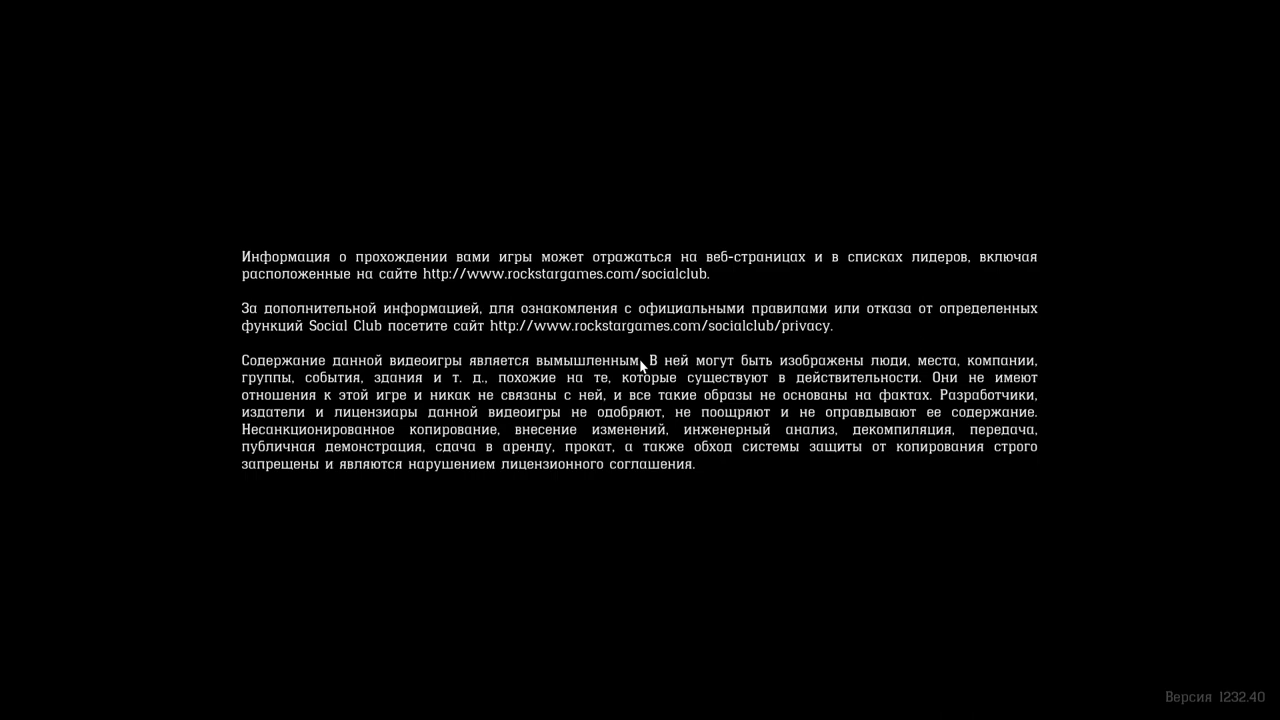 Информация о прохождении вами игры может отражаться на веб-страницах и в списках лидеров, включая
расположенные на сайте http://www.rockstargames.com/socialclub.
За дополнительной информацией, для ознакомления с официальными правилами или отказа от определенных
функций Social Club посетите сайт http://www.rockstargames.com/socialclub/privacy.
Содержание данной видеоигры является вымышленным. В ней могут быть изображены люди, места, компании,
группы, события, здания и т. д., похожие на те, которые существуют в действительности. Они не имеют
отношения к этой игре и никак не связаны с ней, и все такие образы не основаны на фактах. Разработчики,
издатели и лицензиары данной видеоигры не одобряют, не поощряют и не оправдывают ее содержание.
Несанкционированное копирование, внесение изменений, инженерный анализ, декомпиляция, передача,
публичная демонстрация, сдача в аренду, прокат, а также обход системы защиты от копирования строго
запрещены и являются нарушением лицензионного соглашения.
Версия 1232.40